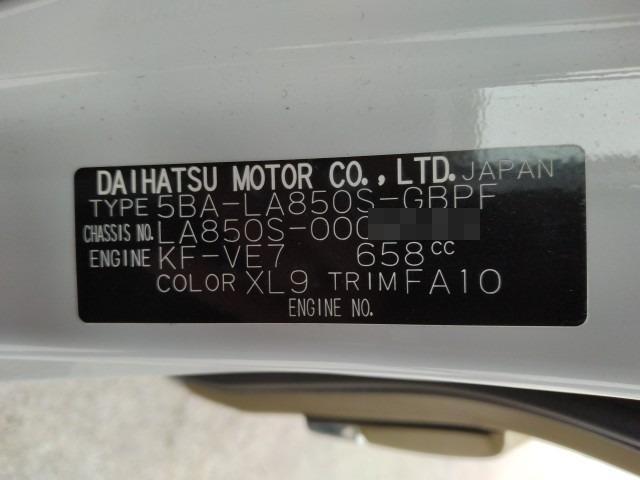 DAIHATSU MOTOR CO., LTD. JAPAN
TYPE 5BA-LA850S-GBPF
CHASSIS NO. LA850S-000
ENGINE KF-VE7 658cc
COLOR XL9 TRIM FA10
ENGINE NO.